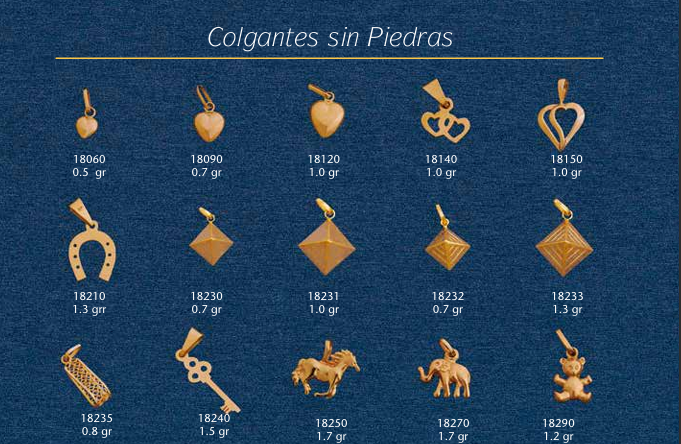 Colgantes sin Piedras
18060 18090 18120 18140 18150
0.5 gr 0.7 gr 1.0 gr 1.0 gr 1.0 gr
18210 18230 18231 18232 18233
1.3 grr 0.7 gr 1.0 gr 0.7 gr 1.3 gr
18235 18240 18250 18270 18290
0.8 gr 1.5 gr 1.7 gr 1.7 gr 1.2 gr